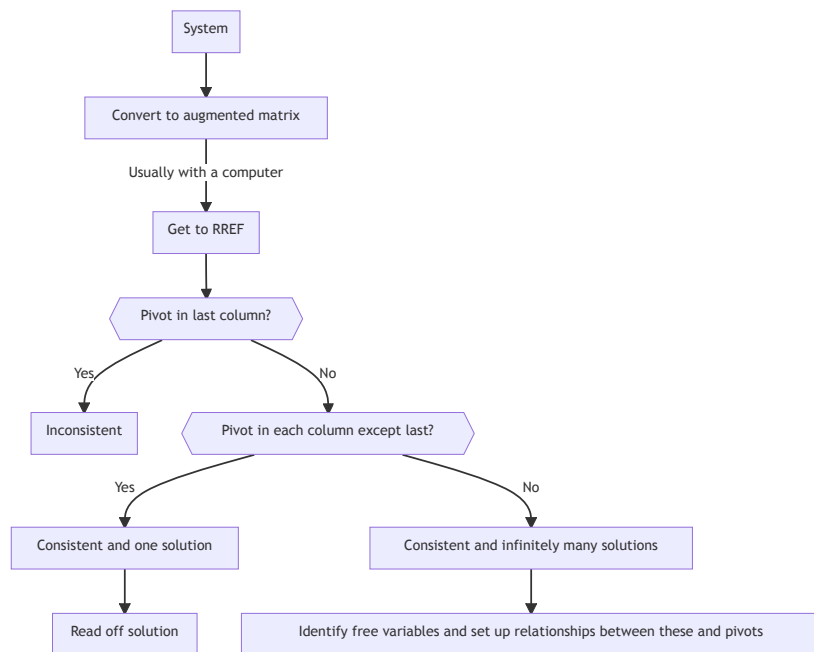 System
Convert to augmented matrix
Usually with a computer
Get to RREF
Pivot in last column?
Yes
No
Inconsistent
Pivot in each column except last?
Yes
No
Consistent and one solution
Consistent and infinitely many solutions
Read off solution
Identify free variables and set up relationships between these and pivots